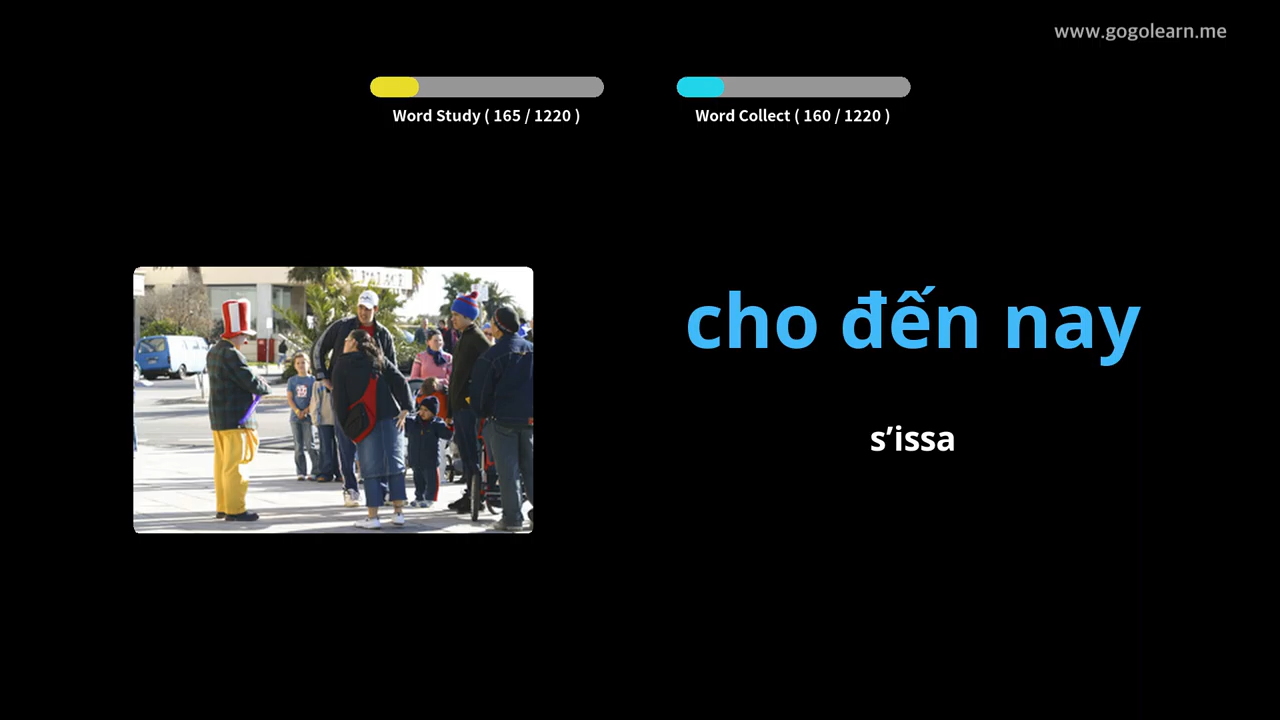 www.gogolearn.me
Word Study ( 165 / 1220 )
Word Collect ( 160 / 1220 )
cho đến nay
s’issa